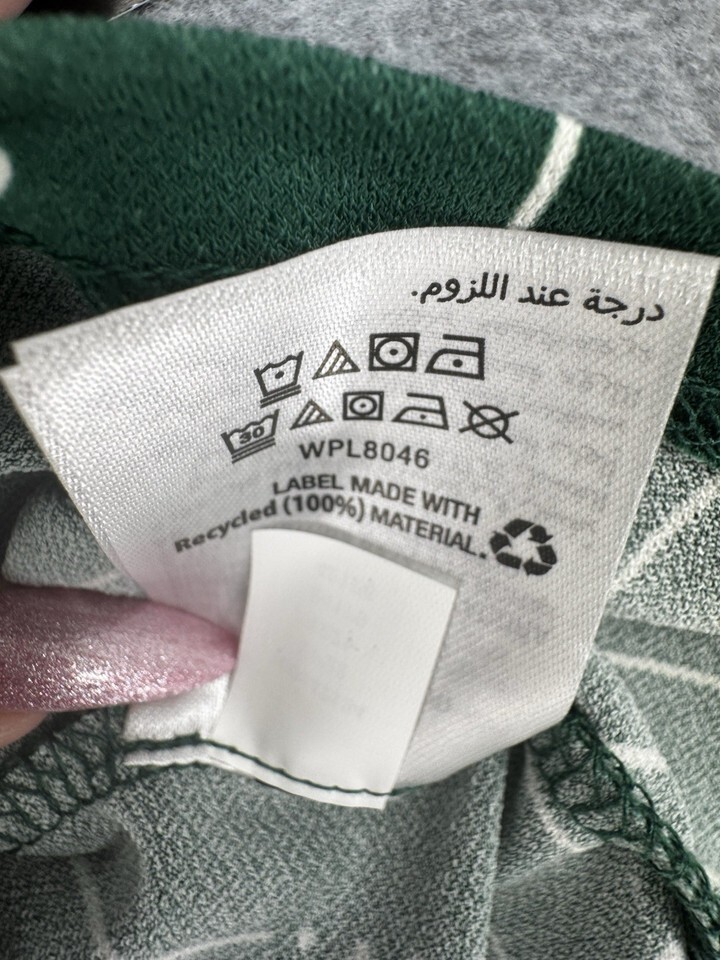 درجة عند اللزوم.
30
WPL8046
LABEL MADE WITH
Recycled (100%) MATERIAL.